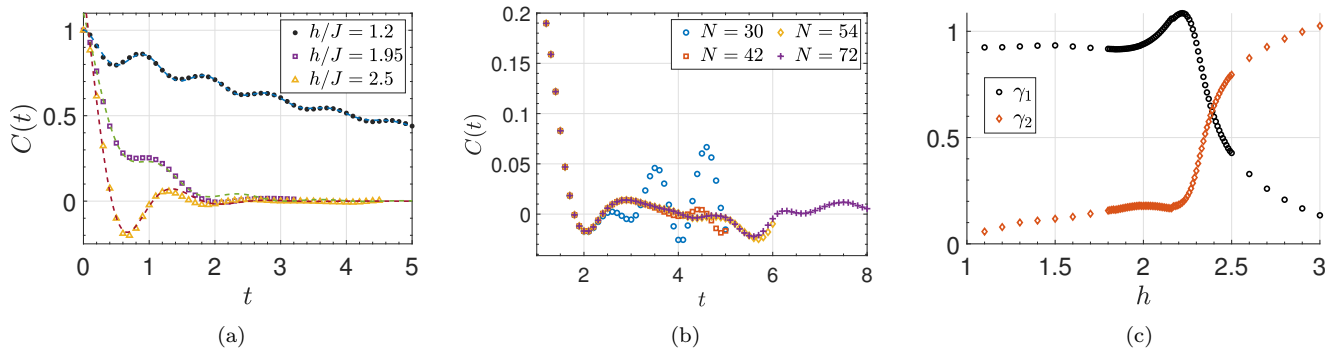 1
0.5
0
C(t)
0 1 2 3 4 5
t
h/J = 1.2
h/J = 1.95
h/J = 2.5
(a)
0.2
0.15
0.1
0.05
0
C(t)
2 4 6 8
t
N = 30 N = 54
N = 42 N = 72
(b)
1
0.5
0
1 1.5 2 2.5 3
h
γ₁
γ₂
(c)